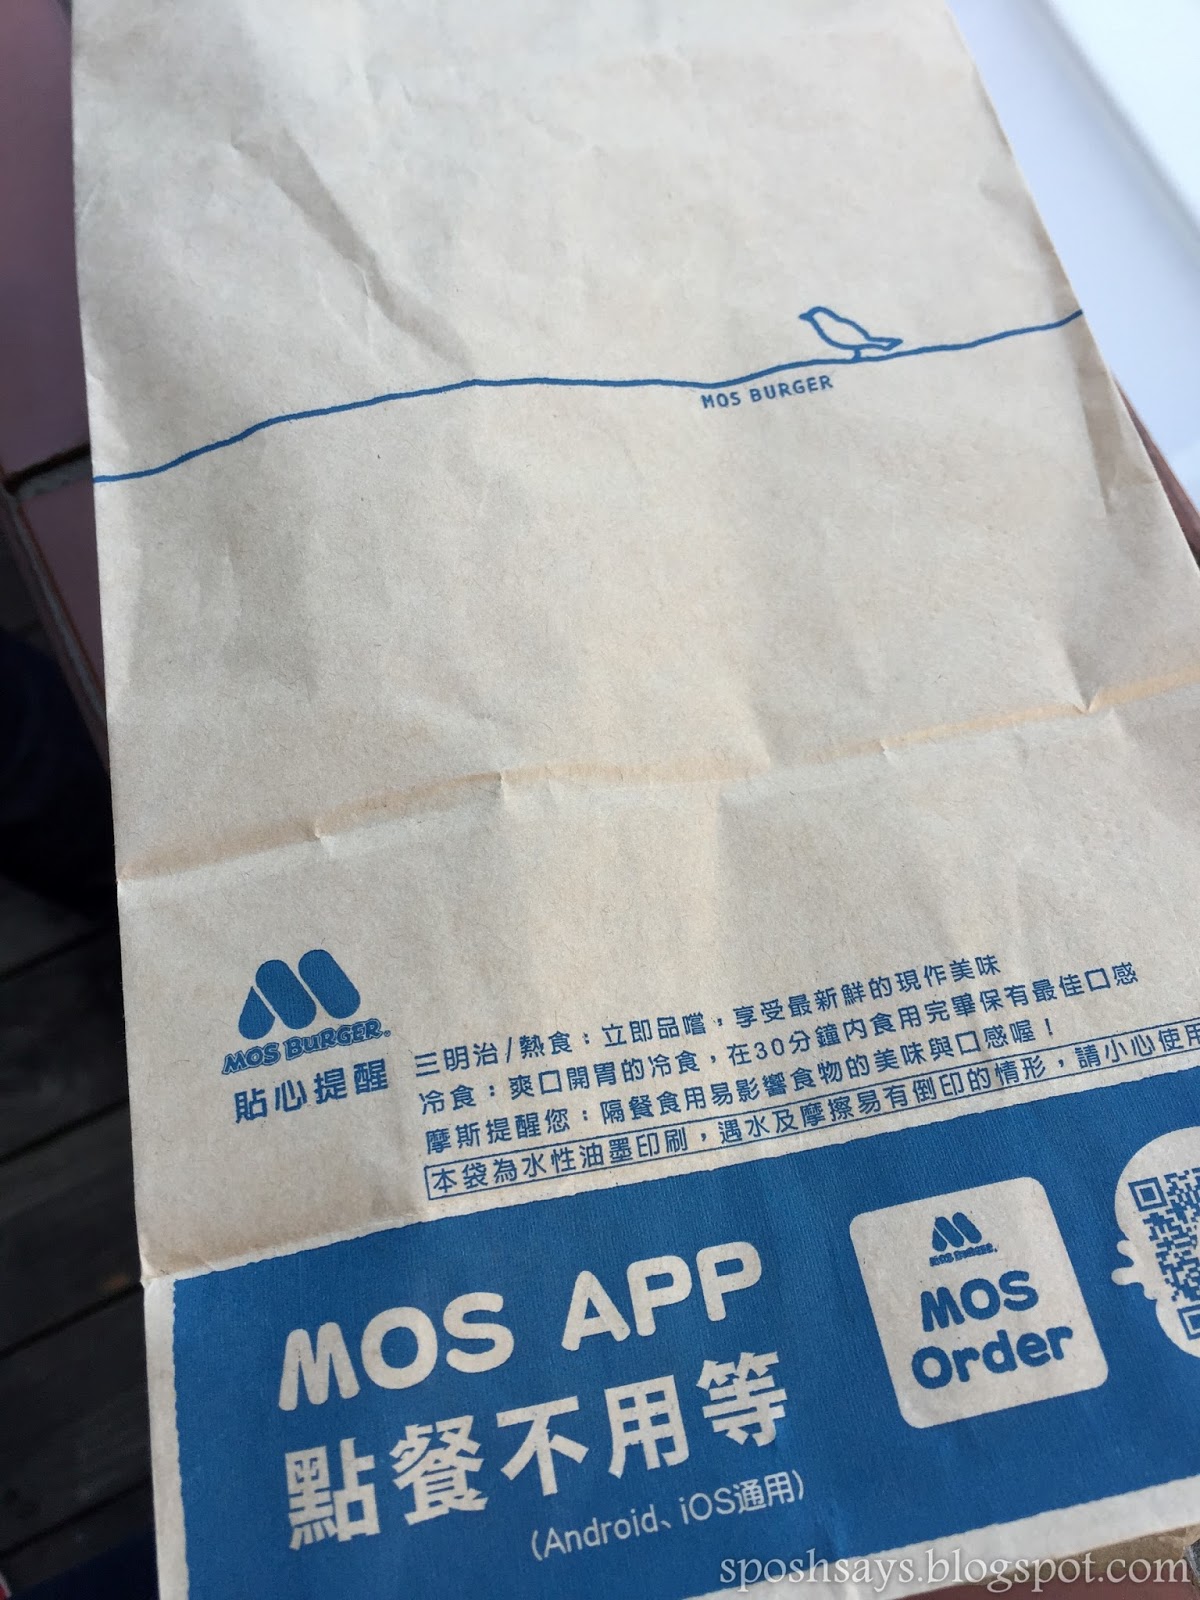 MOS BURGER
MOS BURGER
貼心提醒
三明治/熱食：立即品嚐，享受最新鮮的現作美味
冷食：爽口開胃的冷食，在30分鐘內食用完畢保有最佳口感
摩斯提醒您：隔餐食用易影響食物的美味與口感喔！
本袋為水性油墨印刷，遇水及摩擦易有倒印的情形，請小心使用
MOS APP
點餐不用等
(Android、iOS通用)
MOS BURGER
MOS
Order
sposhsays.blogspot.com